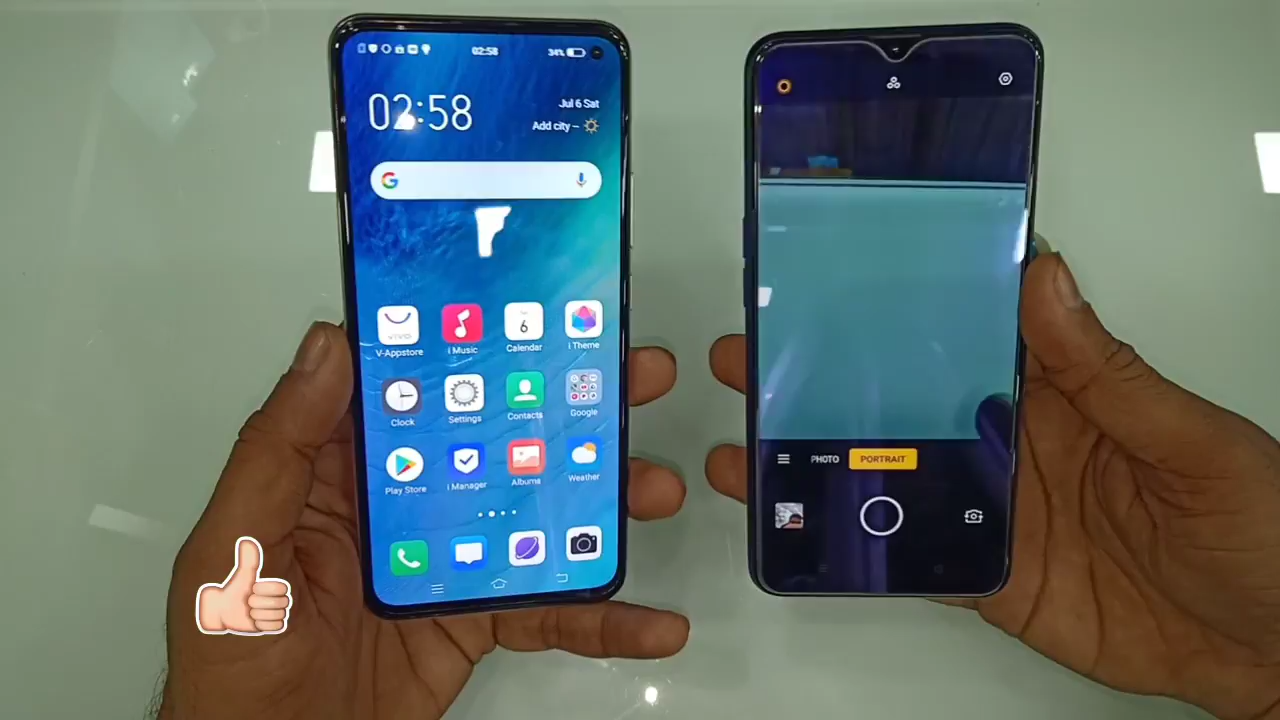 02:58
34%
02:58
Jul 6 Sat
Add city --
V-Appstore
i Music
6
Calendar
i Theme
Clock
Settings
Contacts
Google
Play Store
i Manager
Albums
Weather
PHOTO
PORTRAIT